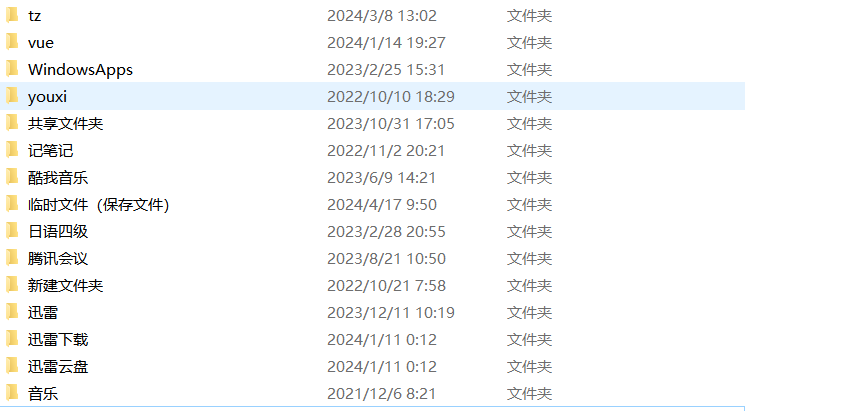 tz 2024/3/8 13:02 文件夹
vue 2024/1/14 19:27 文件夹
WindowsApps 2023/2/25 15:31 文件夹
youxi 2022/10/10 18:29 文件夹
共享文件夹 2023/10/31 17:05 文件夹
记笔记 2022/11/2 20:21 文件夹
酷我音乐 2023/6/9 14:21 文件夹
临时文件（保存文件） 2024/4/17 9:50 文件夹
日语四级 2023/2/28 20:55 文件夹
腾讯会议 2023/8/21 10:50 文件夹
新建文件夹 2022/10/21 7:58 文件夹
迅雷 2023/12/11 10:19 文件夹
迅雷下载 2024/1/11 0:12 文件夹
迅雷云盘 2024/1/11 0:12 文件夹
音乐 2021/12/6 8:21 文件夹